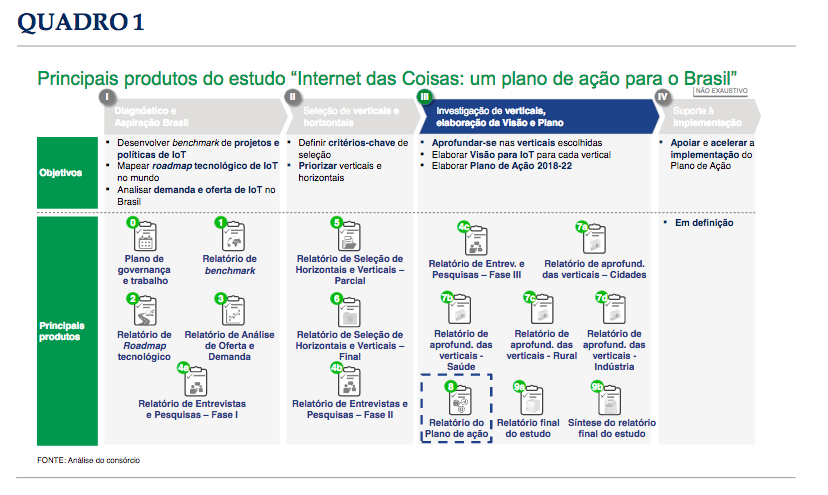 QUADRO 1
Principais produtos do estudo “Internet das Coisas: um plano de ação para o Brasil”
NÃO EXAUSTIVO
I
Diagnóstico e
Aspiração Brasil
II
Seleção de verticais e
horizontais
III
Investigação de verticais,
elaboração da Visão e Plano
IV
Suporte à
implementação
Objetivos
▪ Desenvolver benchmark de projetos e
políticas de IoT
▪ Mapear roadmap tecnológico de IoT
no mundo
▪ Analisar demanda e oferta de IoT no
Brasil
▪ Definir critérios-chave de
seleção
▪ Priorizar verticais e
horizontais
▪ Aprofundar-se nas verticais escolhidas
▪ Elaborar Visão para IoT para cada vertical
▪ Elaborar Plano de Ação 2018-22
▪ Apoiar e acelerar a
implementação do
Plano de Ação
Principais
produtos
0
Plano de
governança
e trabalho
1
Relatório de
benchmark
2
Relatório de
Roadmap
tecnológico
3
Relatório de Análise
de Oferta e
Demanda
4a
Relatório de Entrevistas
e Pesquisas – Fase I
5
Relatório de Seleção de
Horizontais e Verticais –
Parcial
6
Relatório de Seleção de
Horizontais e Verticais –
Final
4b
Relatório de Entrevistas e
Pesquisas – Fase II
4c
Relatório de Entrev. e
Pesquisas – Fase III
7a
Relatório de aprofund.
das verticais – Cidades
7b
Relatório de
aprofund. das
verticais -
Saúde
7c
Relatório de
aprofund. das
verticais - Rural
7d
Relatório de
aprofund. das
verticais -
Indústria
8
Relatório do
Plano de ação
9a
Relatório final
do estudo
9b
Síntese do relatório
final do estudo
• Em definição
FONTE: Análise do consórcio